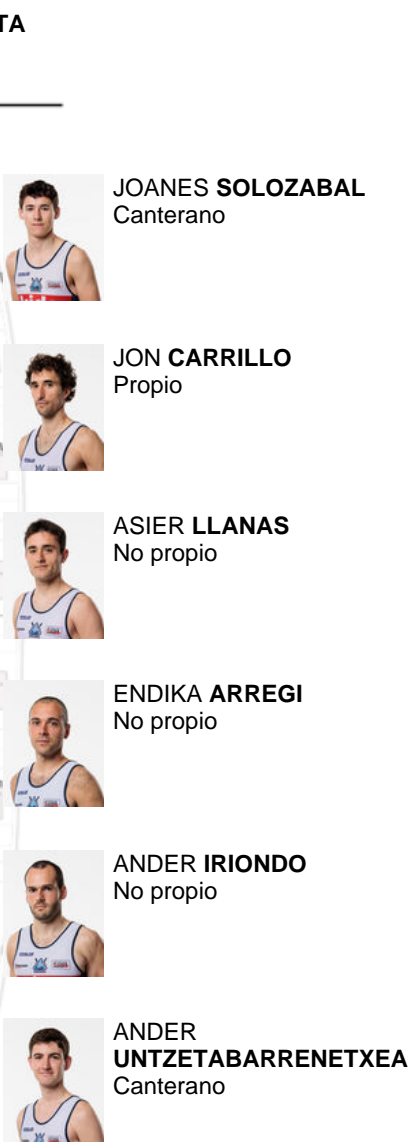 TA
JOANES SOLOZABAL
Canterano
JON CARRILLO
Propio
ASIER LLANAS
No propio
ENDIKA ARREGI
No propio
ANDER IRIONDO
No propio
ANDER
UNTZETABARRENETXEA
Canterano